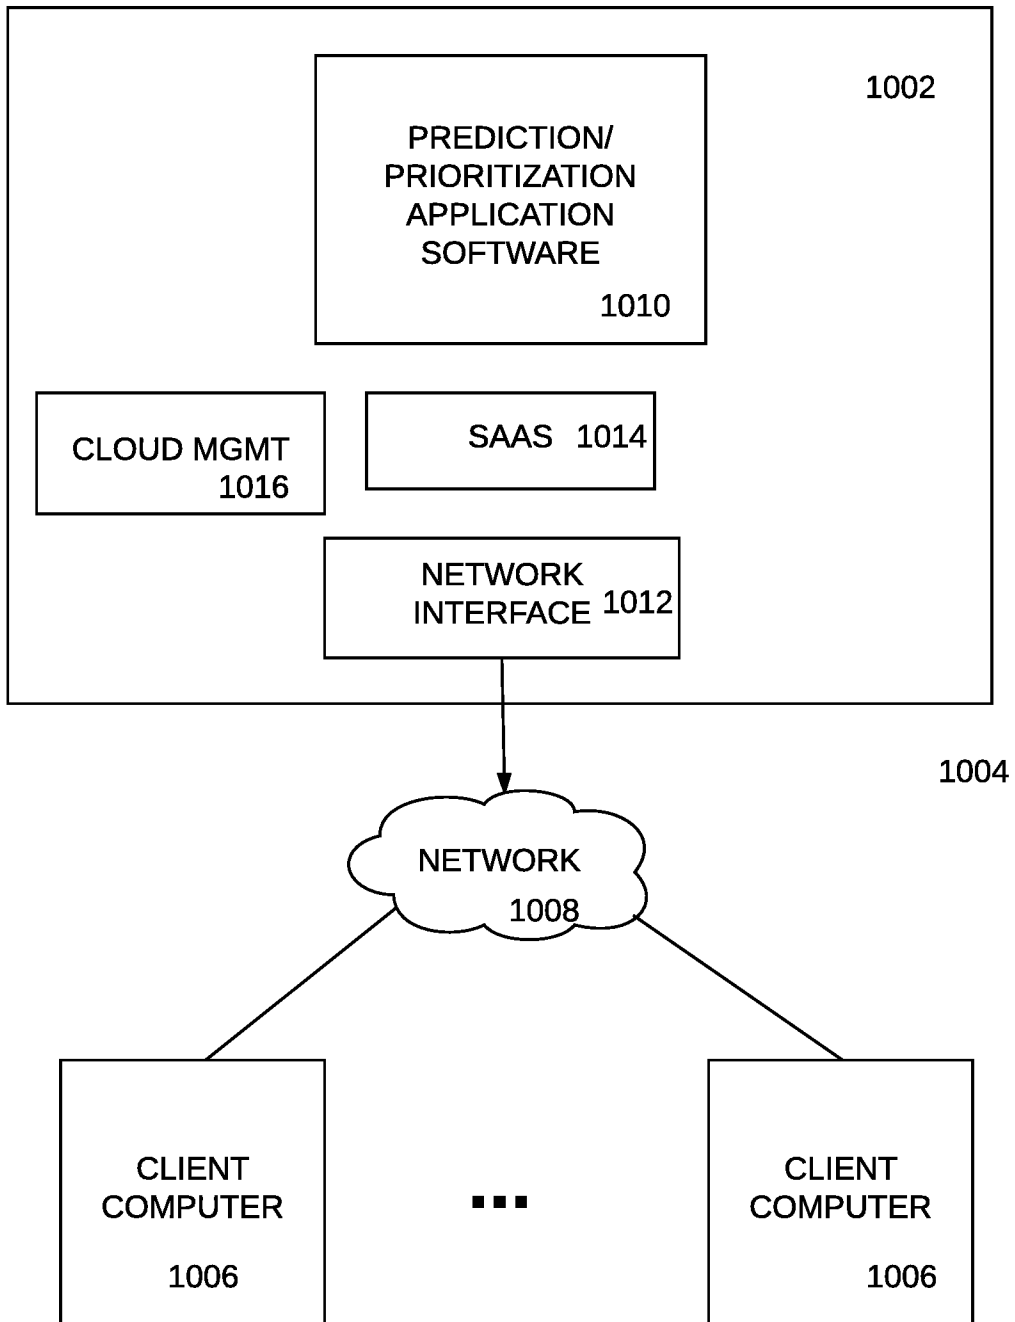 1002
PREDICTION/
PRIORITIZATION
APPLICATION
SOFTWARE
1010
CLOUD MGMT
1016
SAAS 1014
NETWORK
INTERFACE 1012
1004
NETWORK
1008
CLIENT
COMPUTER
1006
...
CLIENT
COMPUTER
1006